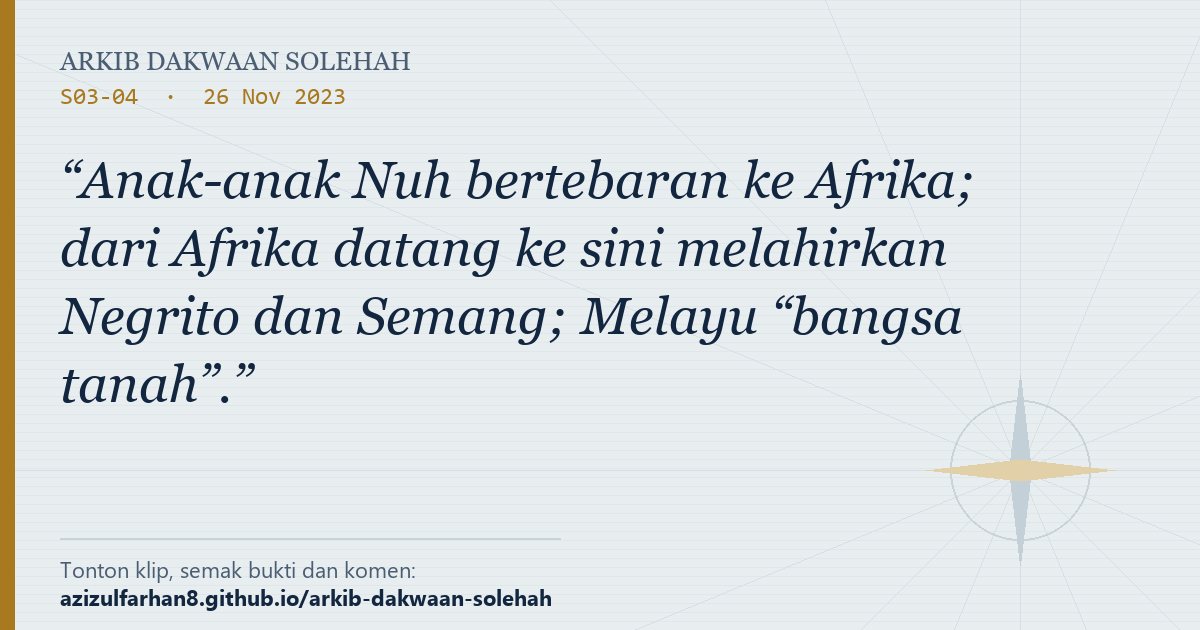 ARKIB DAKWAAN SOLEHAH
S03-04 · 26 Nov 2023
“Anak-anak Nuh bertebaran ke Afrika;
dari Afrika datang ke sini melahirkan
Negrito dan Semang; Melayu “bangsa
tanah”.”
Tonton klip, semak bukti dan komen:
azizulfarhan8.github.io/arkib-dakwaan-solehah